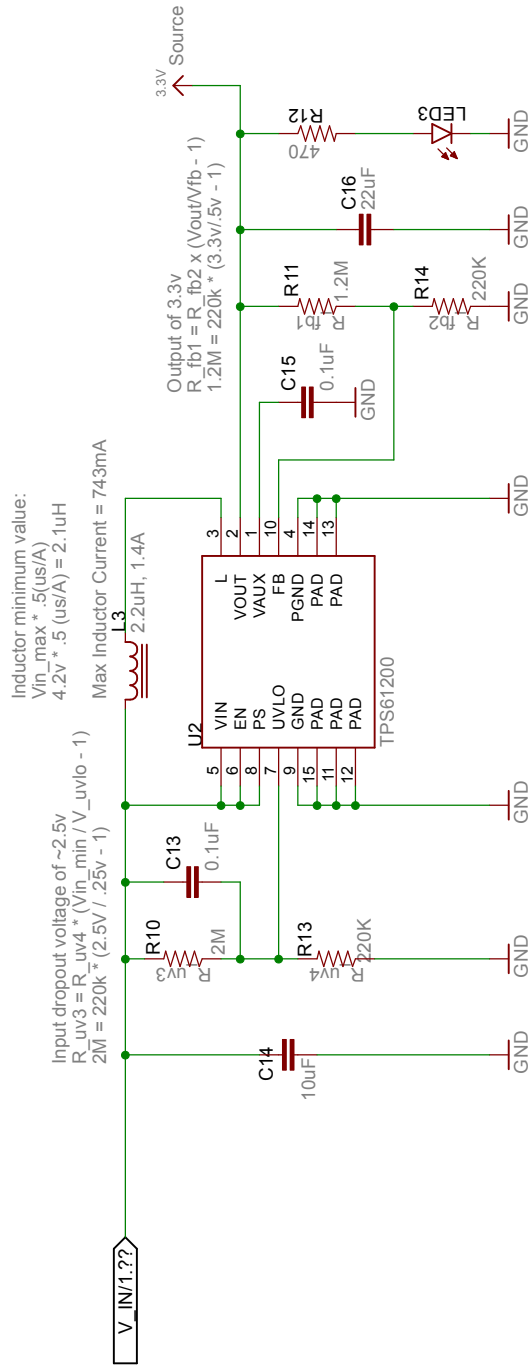 V_IN/1.??
Input dropout voltage of ~2.5v
R_uv3 = R_uv4 * (Vin_min / V_uvlo - 1)
2M = 220k * (2.5V / .25v - 1)
Inductor minimum value:
Vin_max * .5(us/A)
4.2v * .5 (us/A) = 2.1uH
Max Inductor Current = 743mA
L3
2.2uH, 1.4A
Output of 3.3v
R_fb1 = R_fb2 x (Vout/Vfb - 1)
1.2M = 220k * (3.3v/.5v - 1)
3.3V
Source
C14
10uF
GND
R10
2M
R_uv3
C13
0.1uF
R13
220K
R_uv4
GND
U2
TPS61200
5
6
8
7
9
15
11
12
VIN
EN
PS
UVLO
GND
PAD
PAD
PAD
L
VOUT
VAUX
FB
PGND
PAD
PAD
3
2
1
10
4
14
13
GND
GND
C15
0.1uF
GND
R11
1.2M
R_fb1
R14
220K
R_fb2
GND
C16
22uF
GND
R12
470
LED3
GND